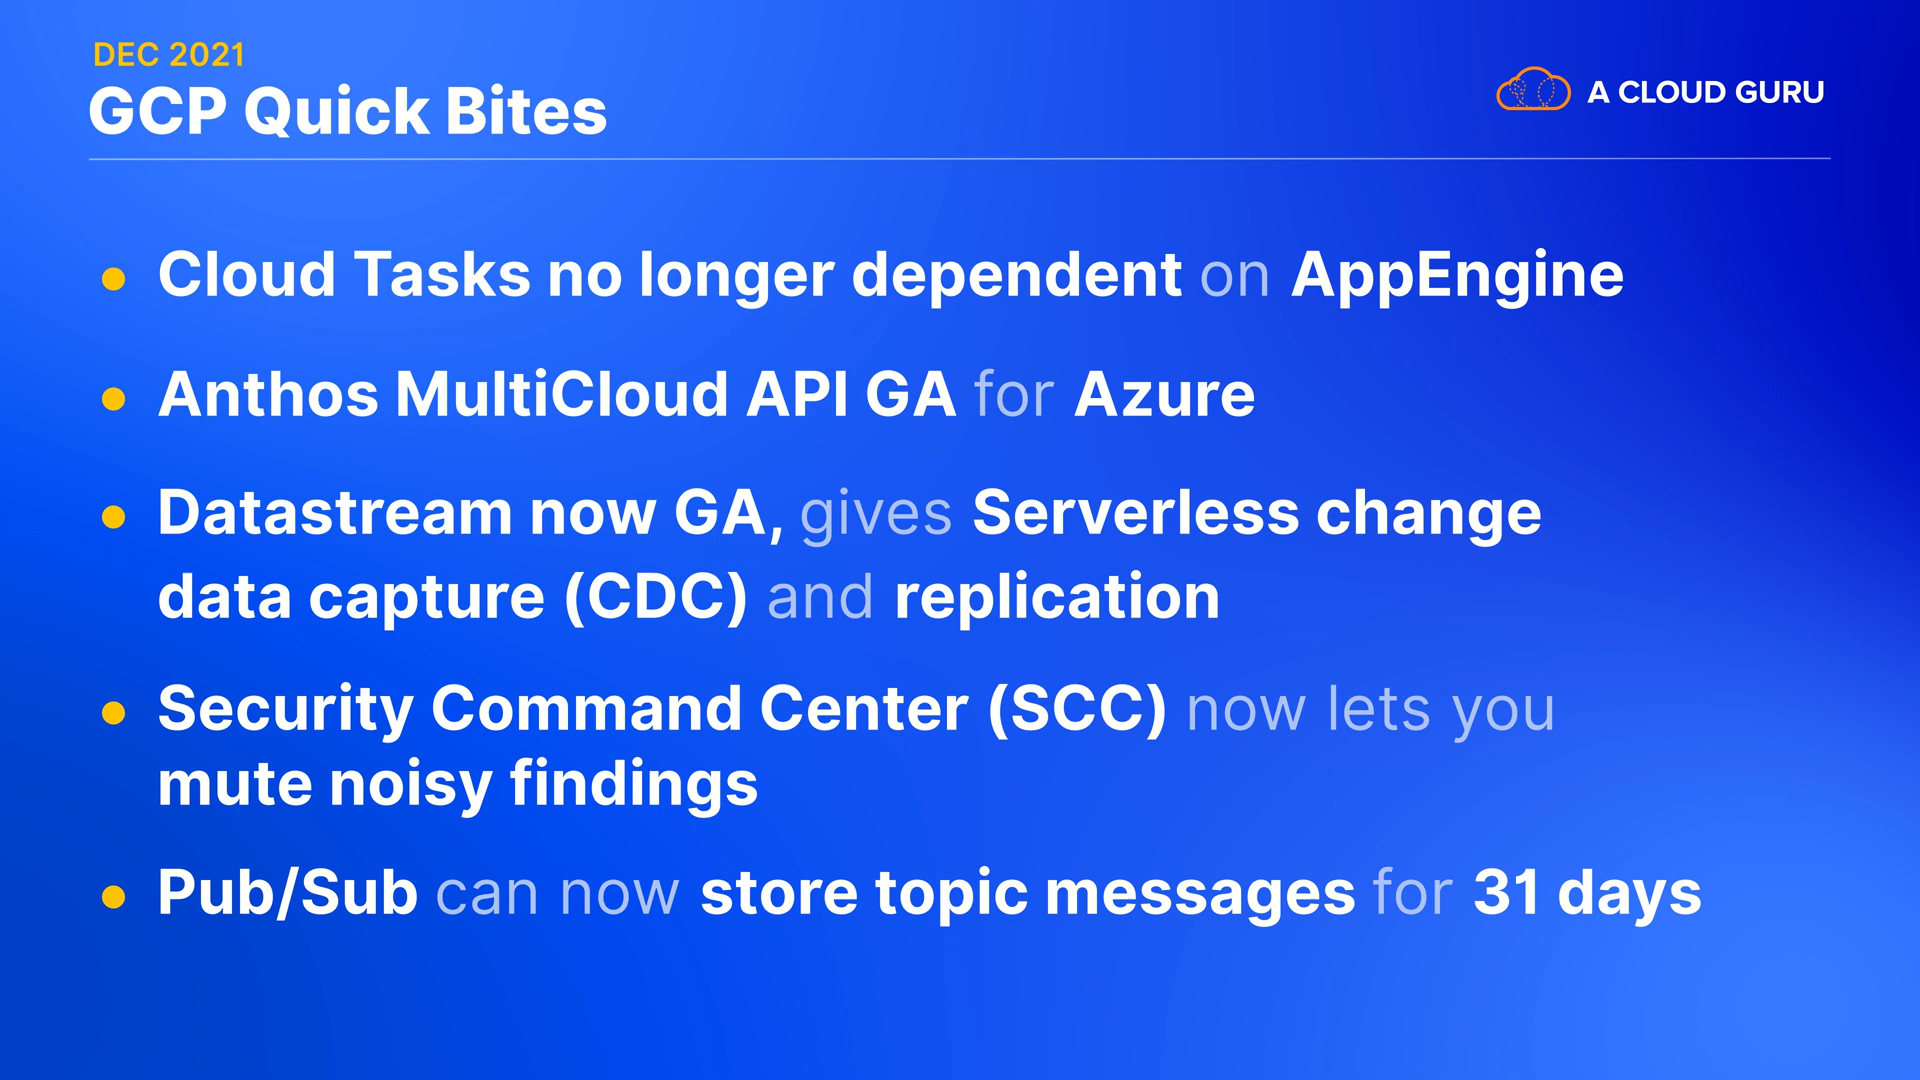 DEC 2021
GCP Quick Bites
A CLOUD GURU
Cloud Tasks no longer dependent on AppEngine
Anthos MultiCloud API GA for Azure
Datastream now GA, gives Serverless change
data capture (CDC) and replication
Security Command Center (SCC) now lets you
mute noisy findings
Pub/Sub can now store topic messages for 31 days